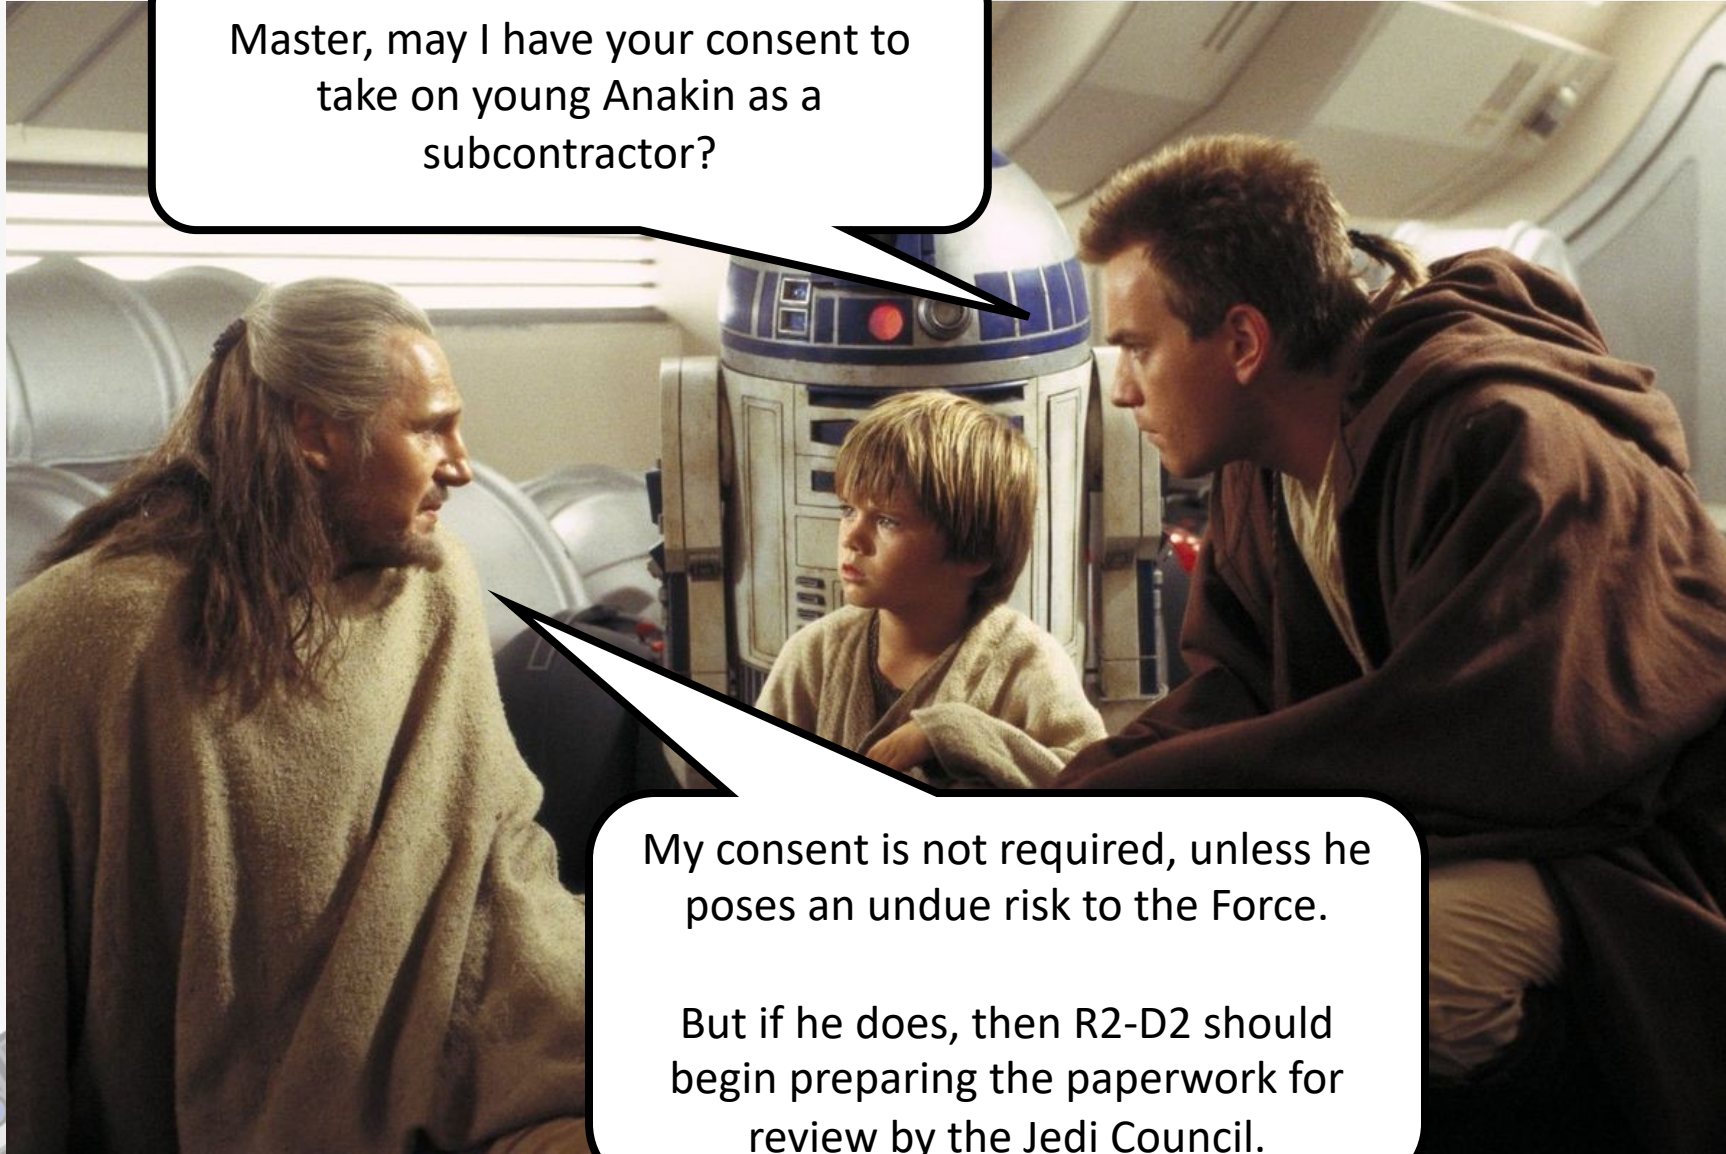 Master, may I have your consent to
take on young Anakin as a
subcontractor?
My consent is not required, unless he
poses an undue risk to the Force.
But if he does, then R2-D2 should
begin preparing the paperwork for
review by the Jedi Council.